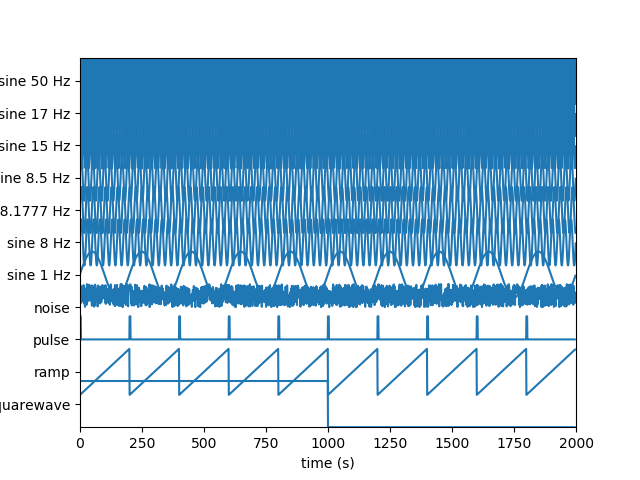 sine 50 Hz
sine 17 Hz
sine 15 Hz
ine 8.5 Hz
8.1777 Hz
sine 8 Hz
sine 1 Hz
noise
pulse
ramp
quarewave
0 250 500 750 1000 1250 1500 1750 2000
time (s)